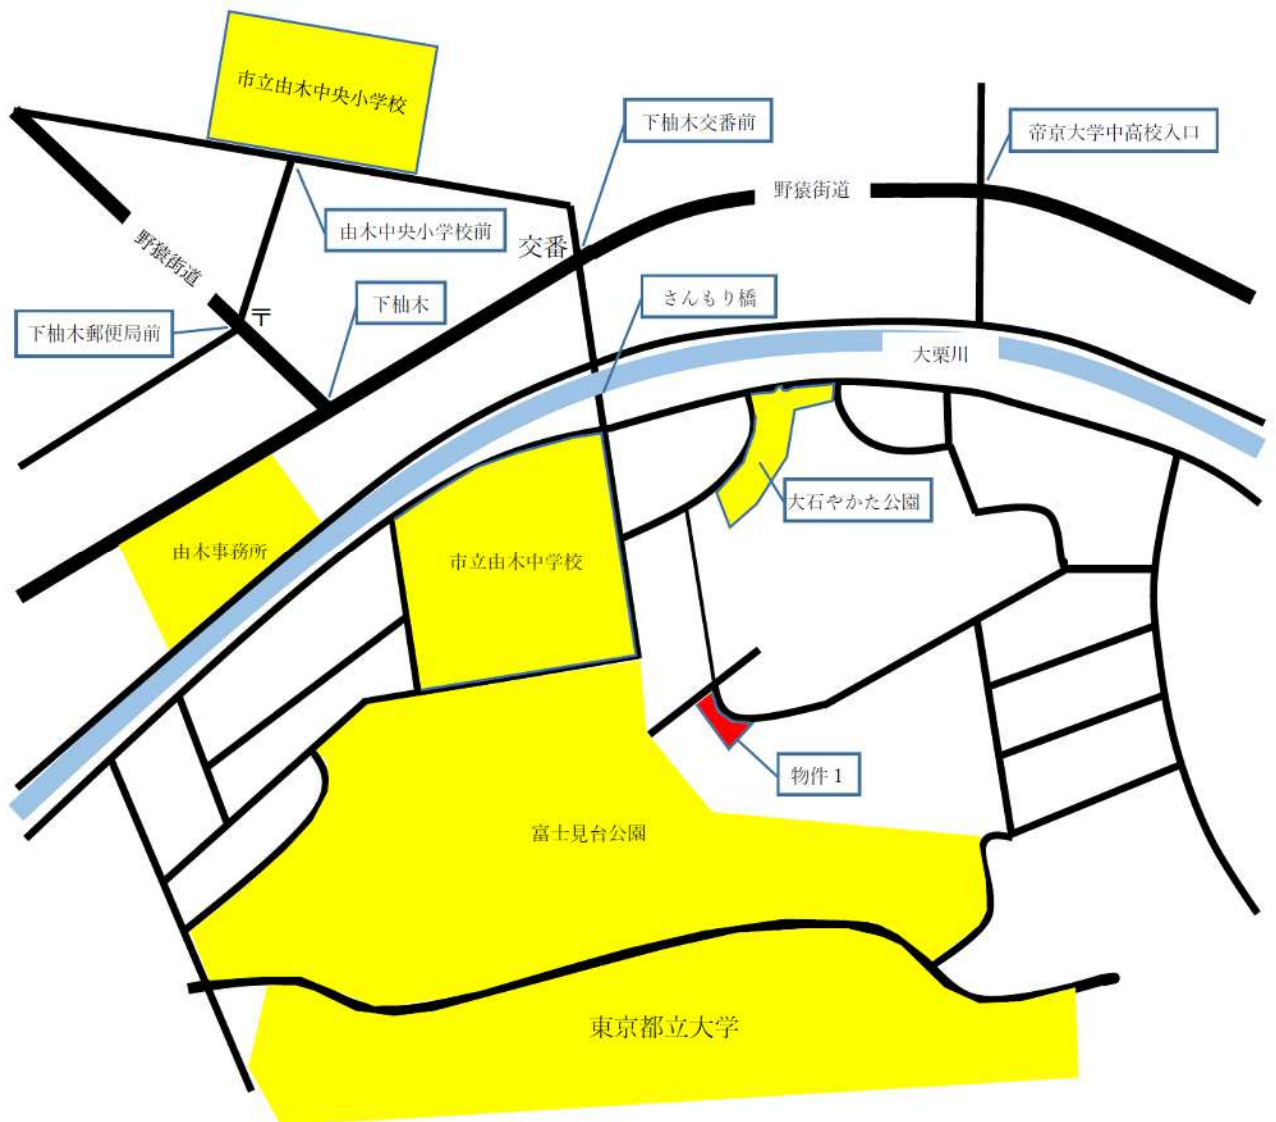 市立由木中央小学校
下柚木交番前
帝京大学中高校入口
野猿街道
由木中央小学校前
交番
野猿街道
さんもり橋
下柚木
〒
下柚木郵便局前
大栗川
大石やかた公園
由木事務所
市立由木中学校
物件1
富士見台公園
東京都立大学